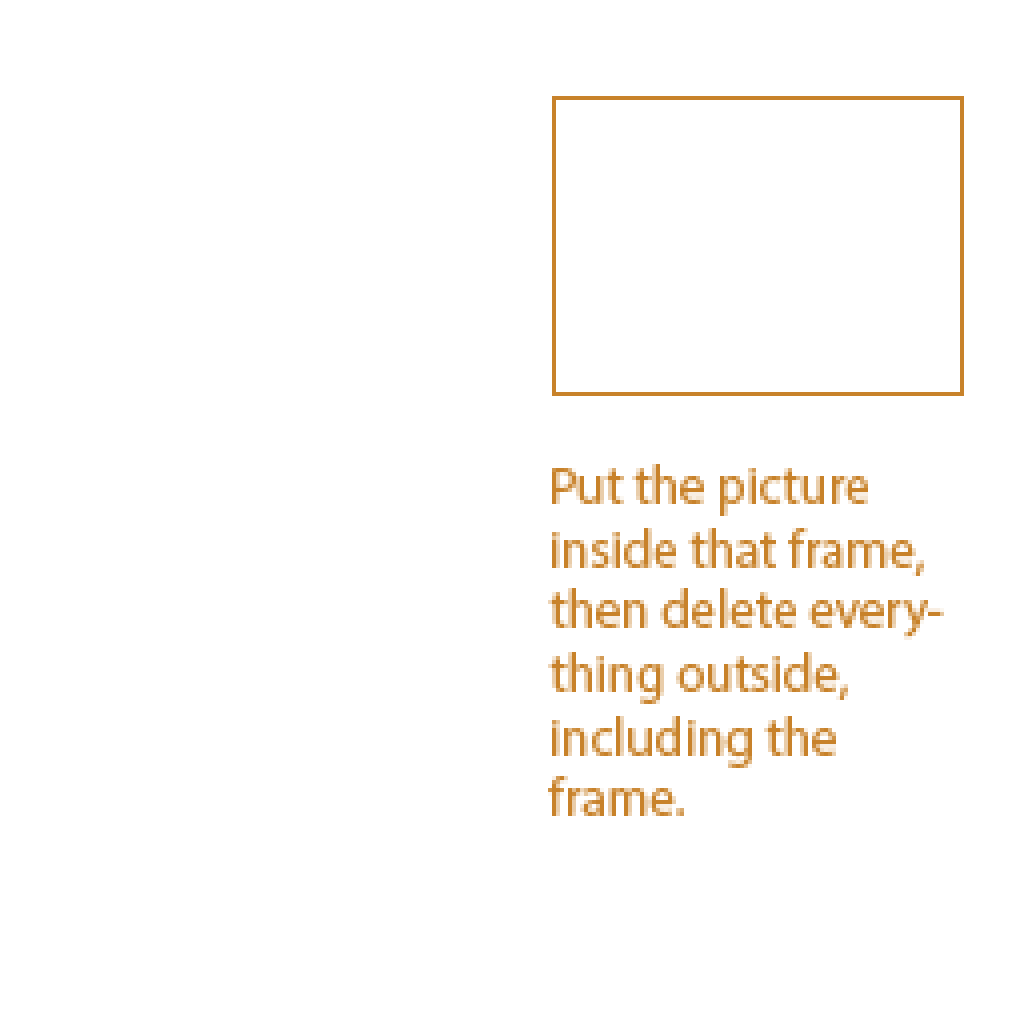 Put the picture
inside that frame,
then delete every-
thing outside,
including the
frame.